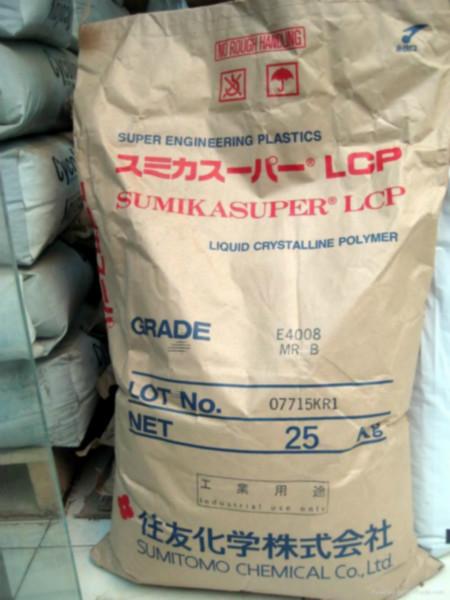 NO ROUGH HANDLING
SUPER ENGINEERING PLASTICS
スミカスーパー® LCP
SUMIKASUPER® LCP
LIQUID CRYSTALLINE POLYMER
GRADE E4008
MR B
LOT No. 07715KR1
NET 25 Kg
工業用途
Industrial use only
住友化学株式会社
SUMITOMO CHEMICAL Co., Ltd.